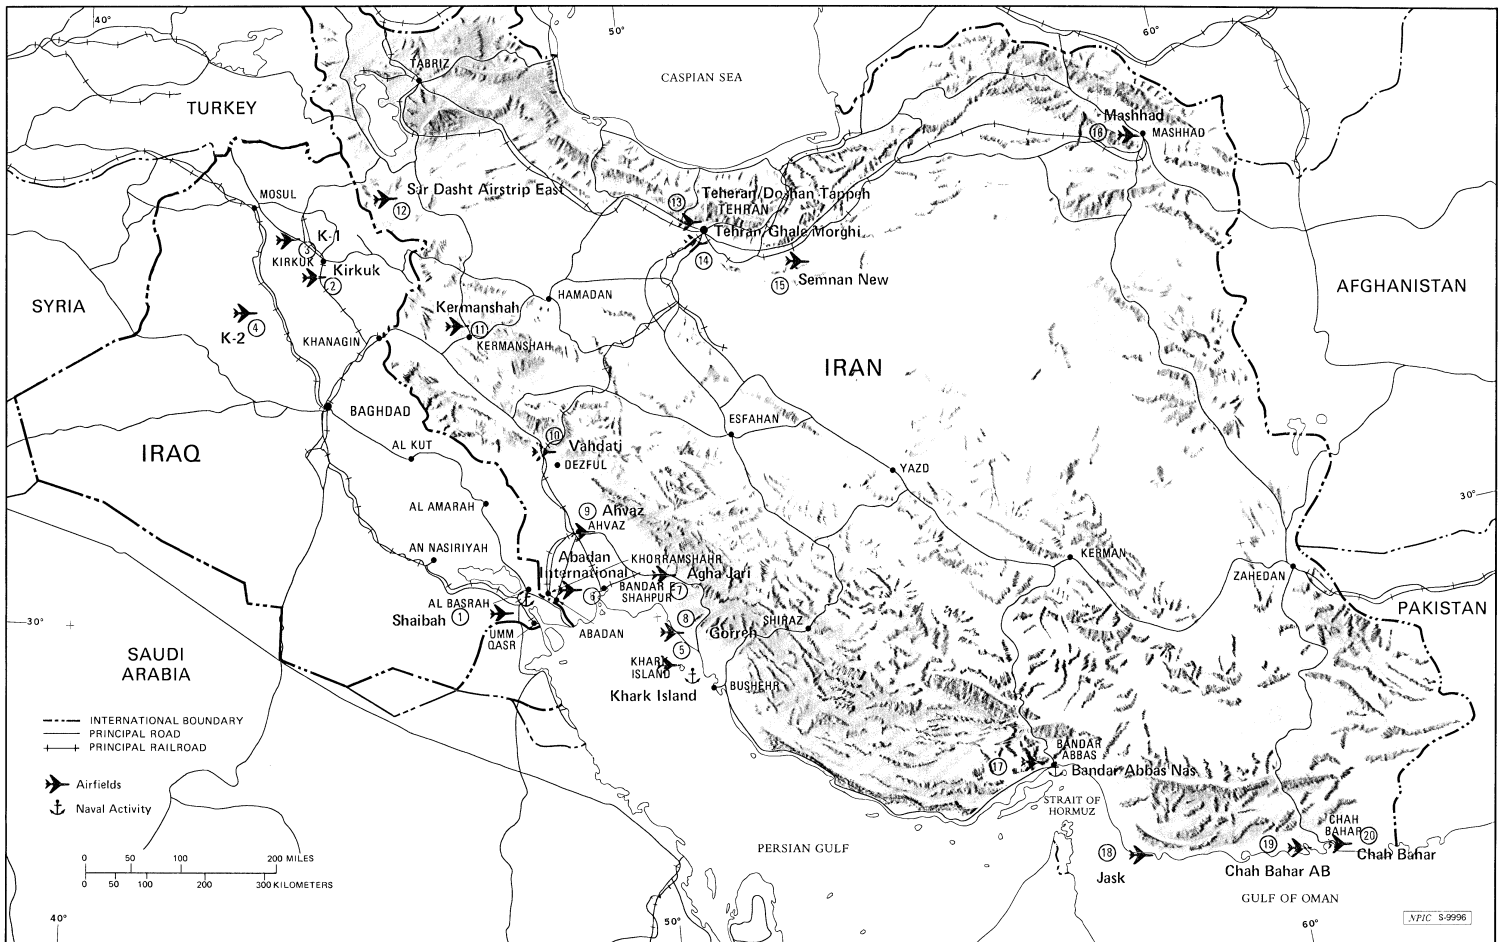 40°
50°
60°
TABRIZ
CASPIAN SEA
TURKEY
Mashhad
16
MASHHAD
MOSUL
Sar Dasht Airstrip East
12
13
Teheran/Doshan Tappeh
TEHRAN
Tehran/Ghale Morghi
14
K-1
3
KIRKUK
Kirkuk
2
15
Semnan New
SYRIA
K-2
4
Kermanshah
11
KERMANSHAH
HAMADAN
AFGHANISTAN
KHANAGIN
IRAN
BAGHDAD
ESFAHAN
IRAQ
AL KUT
10
Vahdati
DEZFUL
YAZD
AL AMARAH
9
Ahvaz
AHVAZ
30°
AN NASIRIYAH
Abadan
International
KHORRAMSHAHR
Agha Jari
KERMAN
ZAHEDAN
6
BANDAR E
SHAHPUR
7
AL BASRAH
Shaibah
1
PAKISTAN
30°
UMM
QASR
ABADAN
8
Gorreh
SHIRAZ
5
SAUDI
ARABIA
KHARK
ISLAND
Khark Island
BUSHEHR
INTERNATIONAL BOUNDARY
PRINCIPAL ROAD
PRINCIPAL RAILROAD
Airfields
Naval Activity
17
BANDAR
ABBAS
Bandar Abbas Nas
STRAIT OF
HORMUZ
0 50 100 200 MILES
0 50 100 200 300 KILOMETERS
PERSIAN GULF
18
Jask
19
Chah Bahar AB
CHAH
BAHAR
20
Chah Bahar
GULF OF OMAN
NPIC S-9996
40°
50°
60°